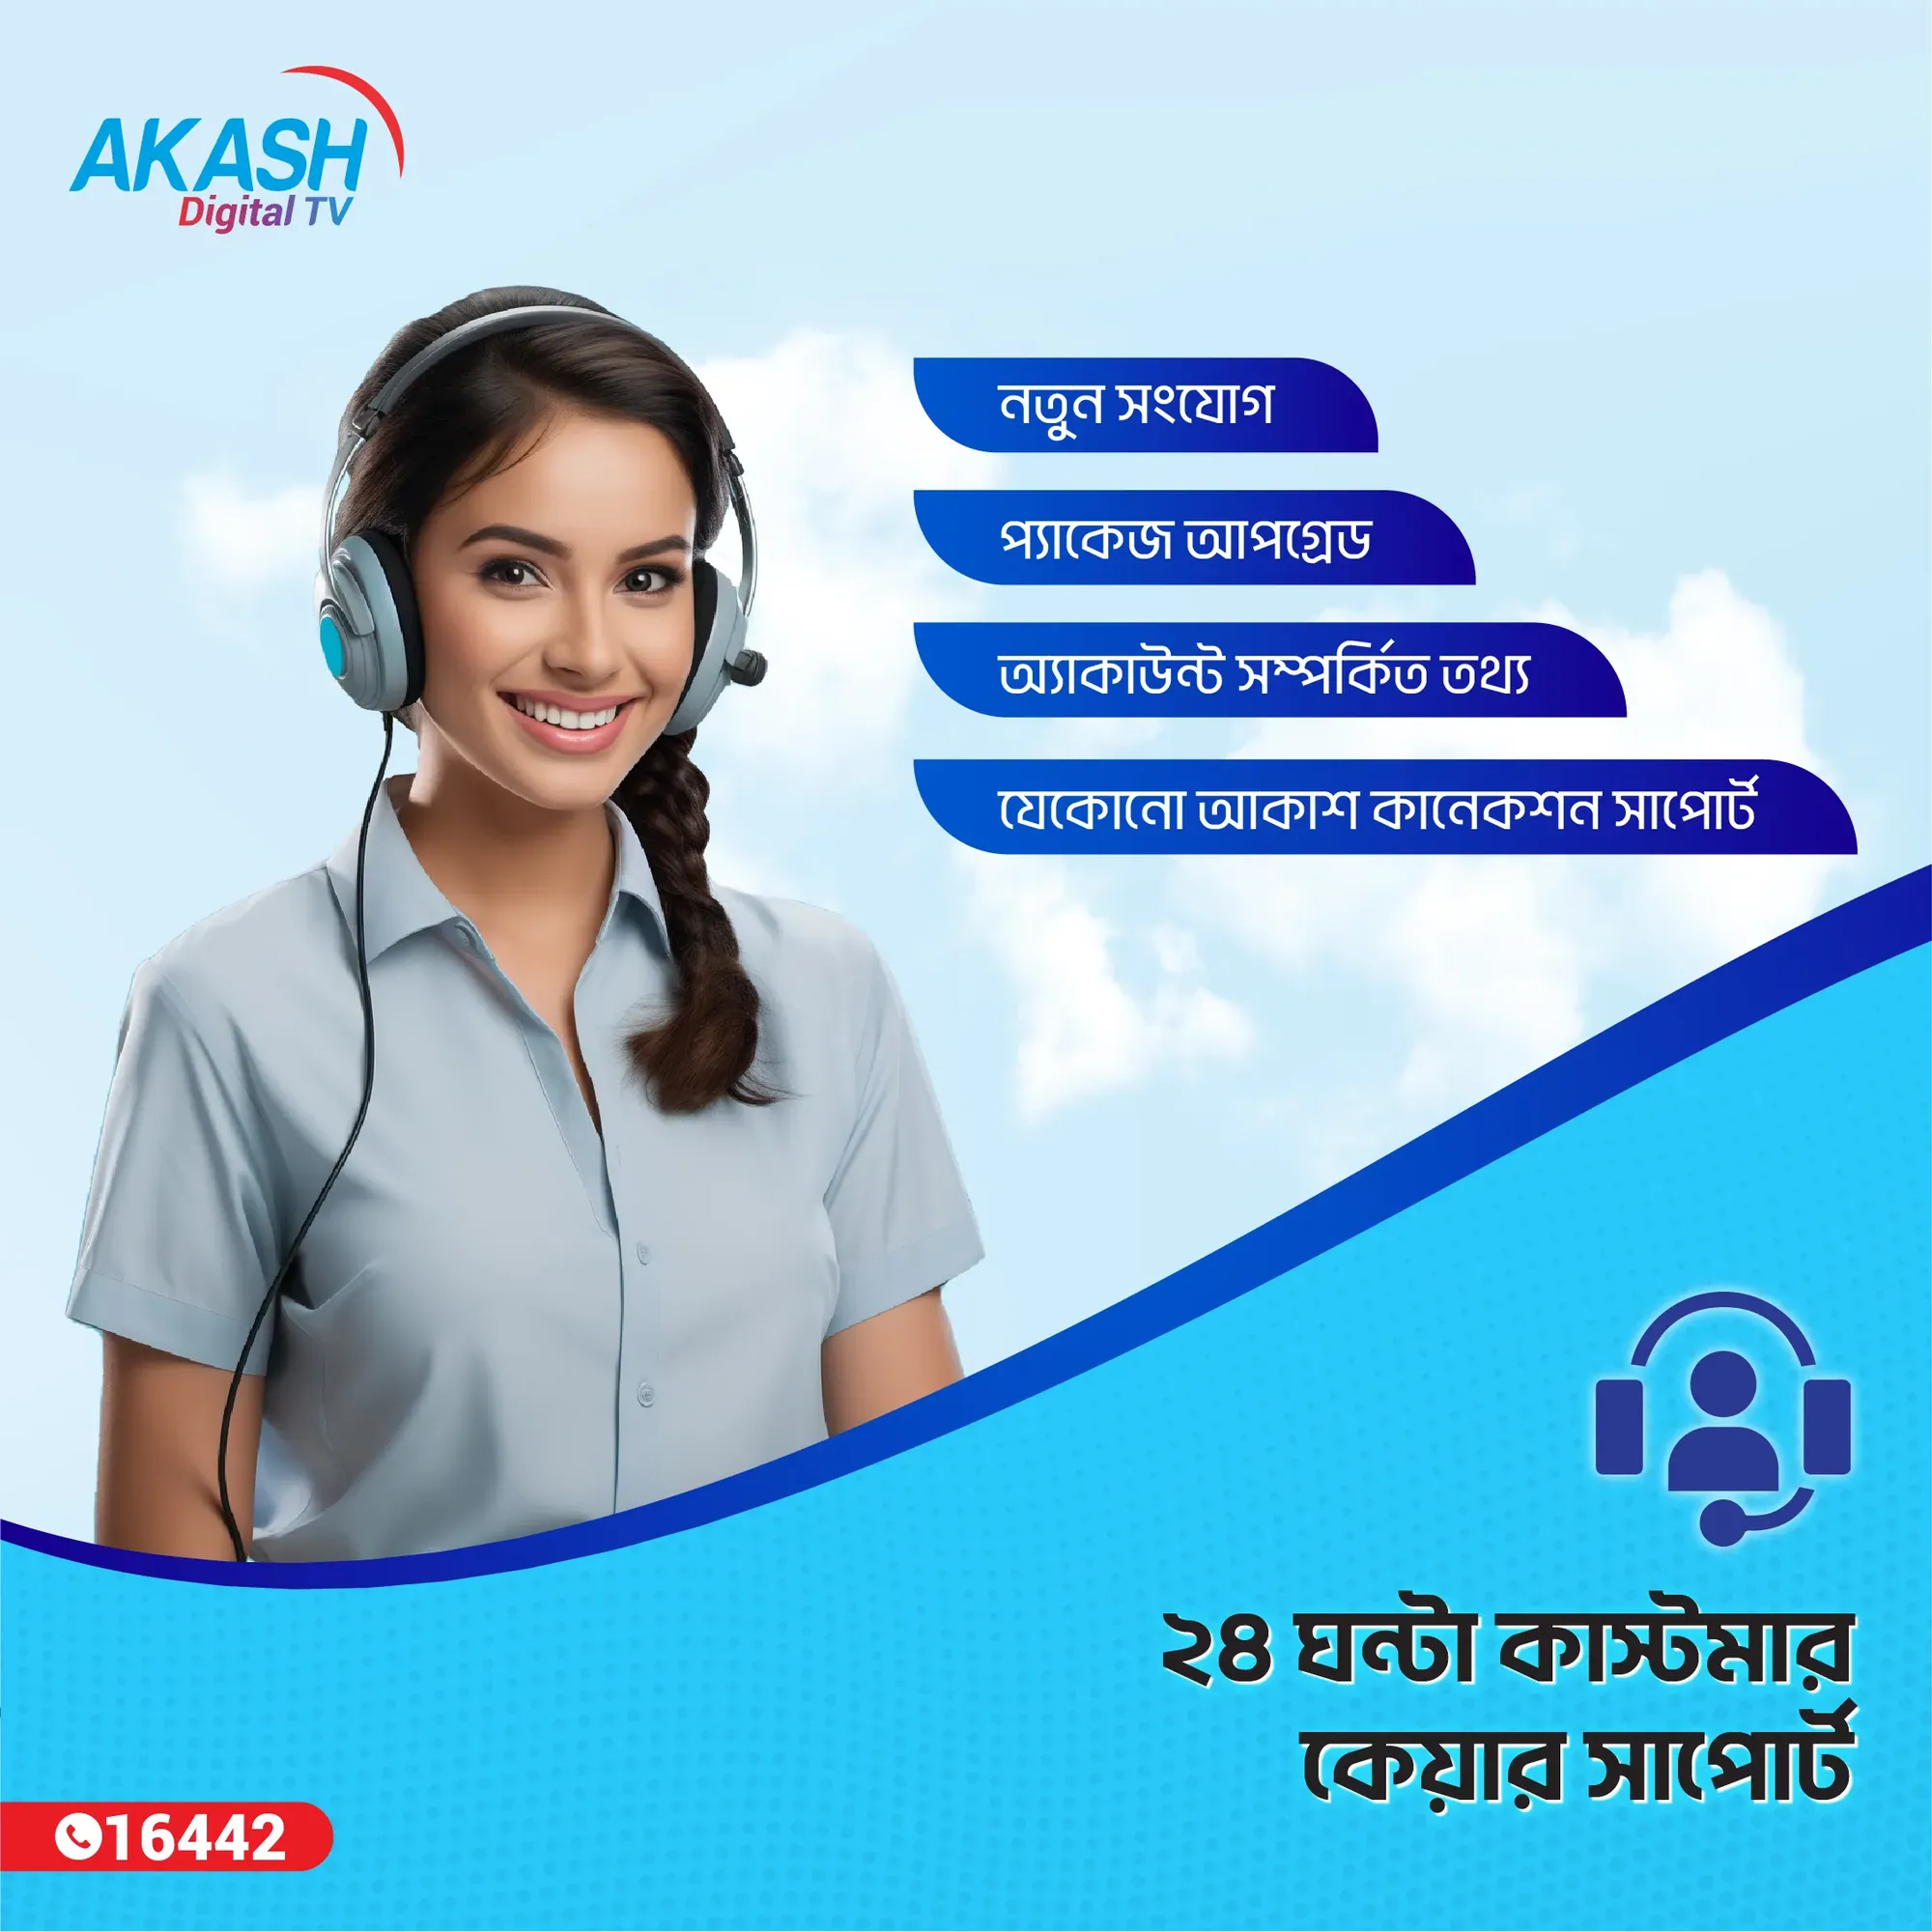 AKASH
Digital TV
নতুন সংযোগ
প্যাকেজ আপগ্রেড
অ্যাকাউন্ট সম্পর্কিত তথ্য
যেকোনো আকাশ কানেকশন সাপোর্ট
২৪ ঘন্টা কাস্টমার
কেয়ার সাপোর্ট
16442